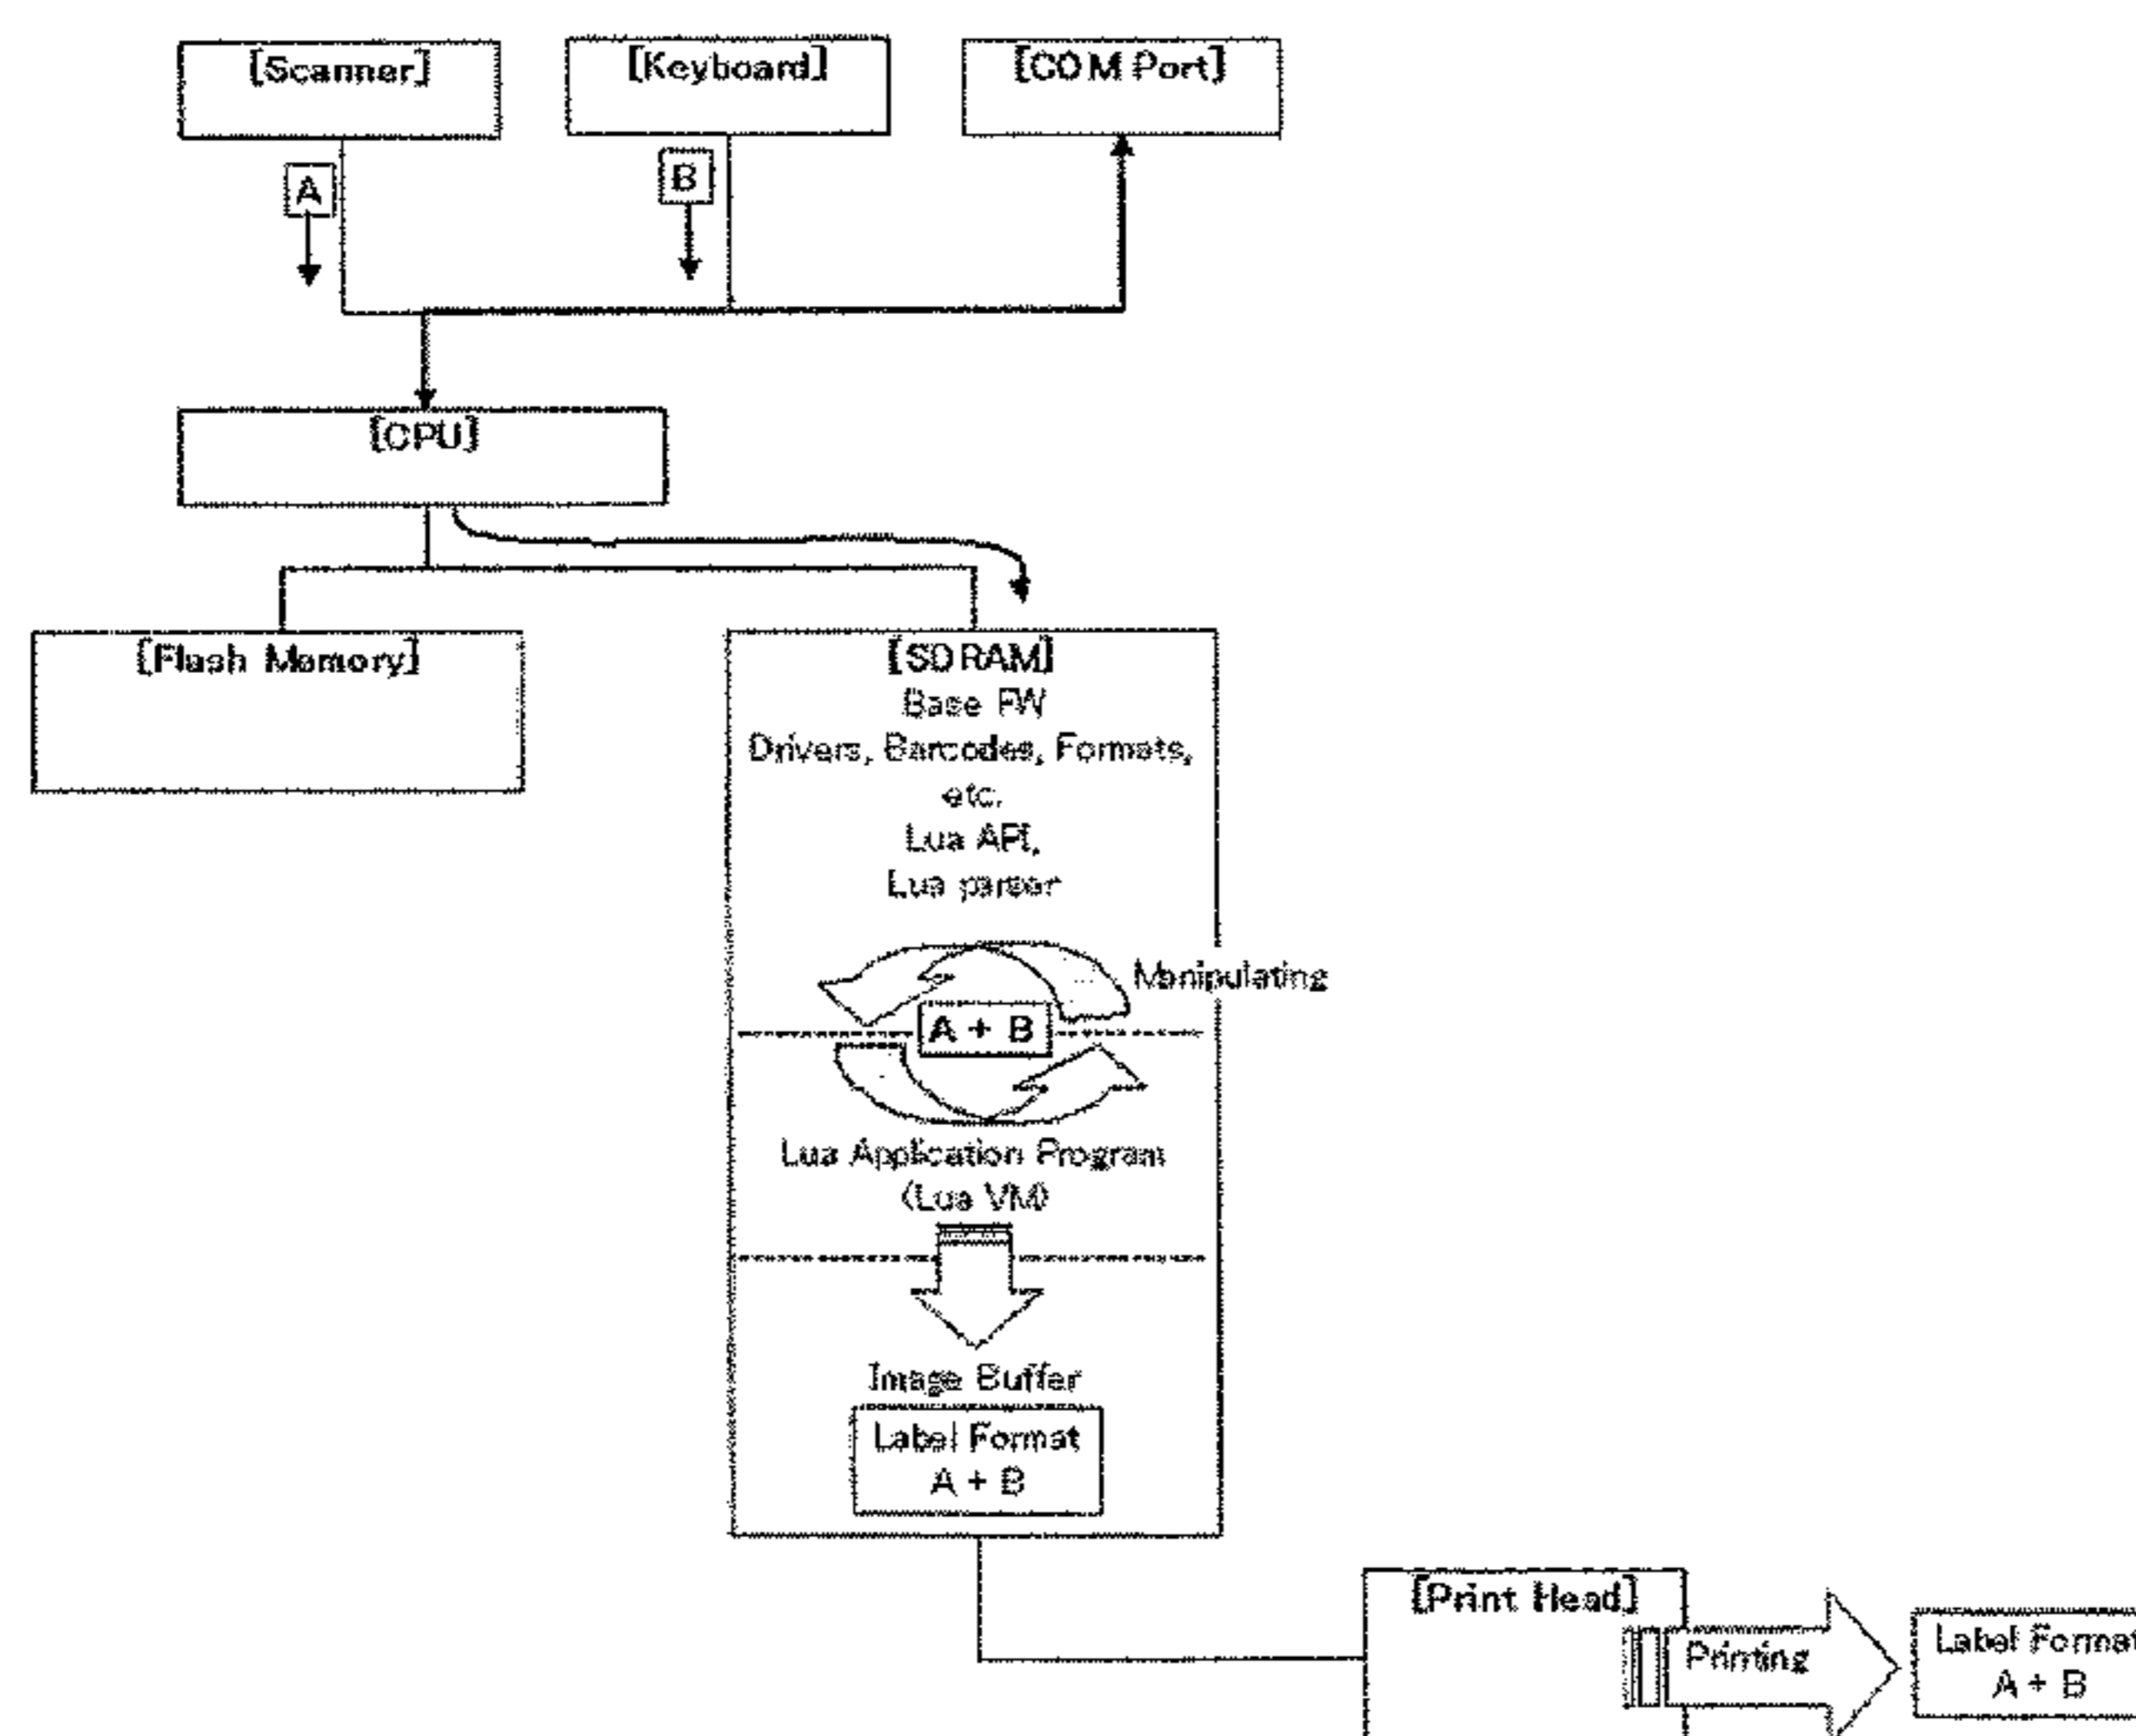 [Scanner]
[Keyboard]
[COM Port]
A
B
[CPU]
[Flash Memory]
[SDRAM]
Base FW
Drivers, Barcodes, Formats,
etc.
Lua API,
Lua parser
Manipulating
A + B
Lua Application Program
(Lua VM)
Image Buffer
Label Format
A + B
[Print Head]
Printing
Label Format
A + B